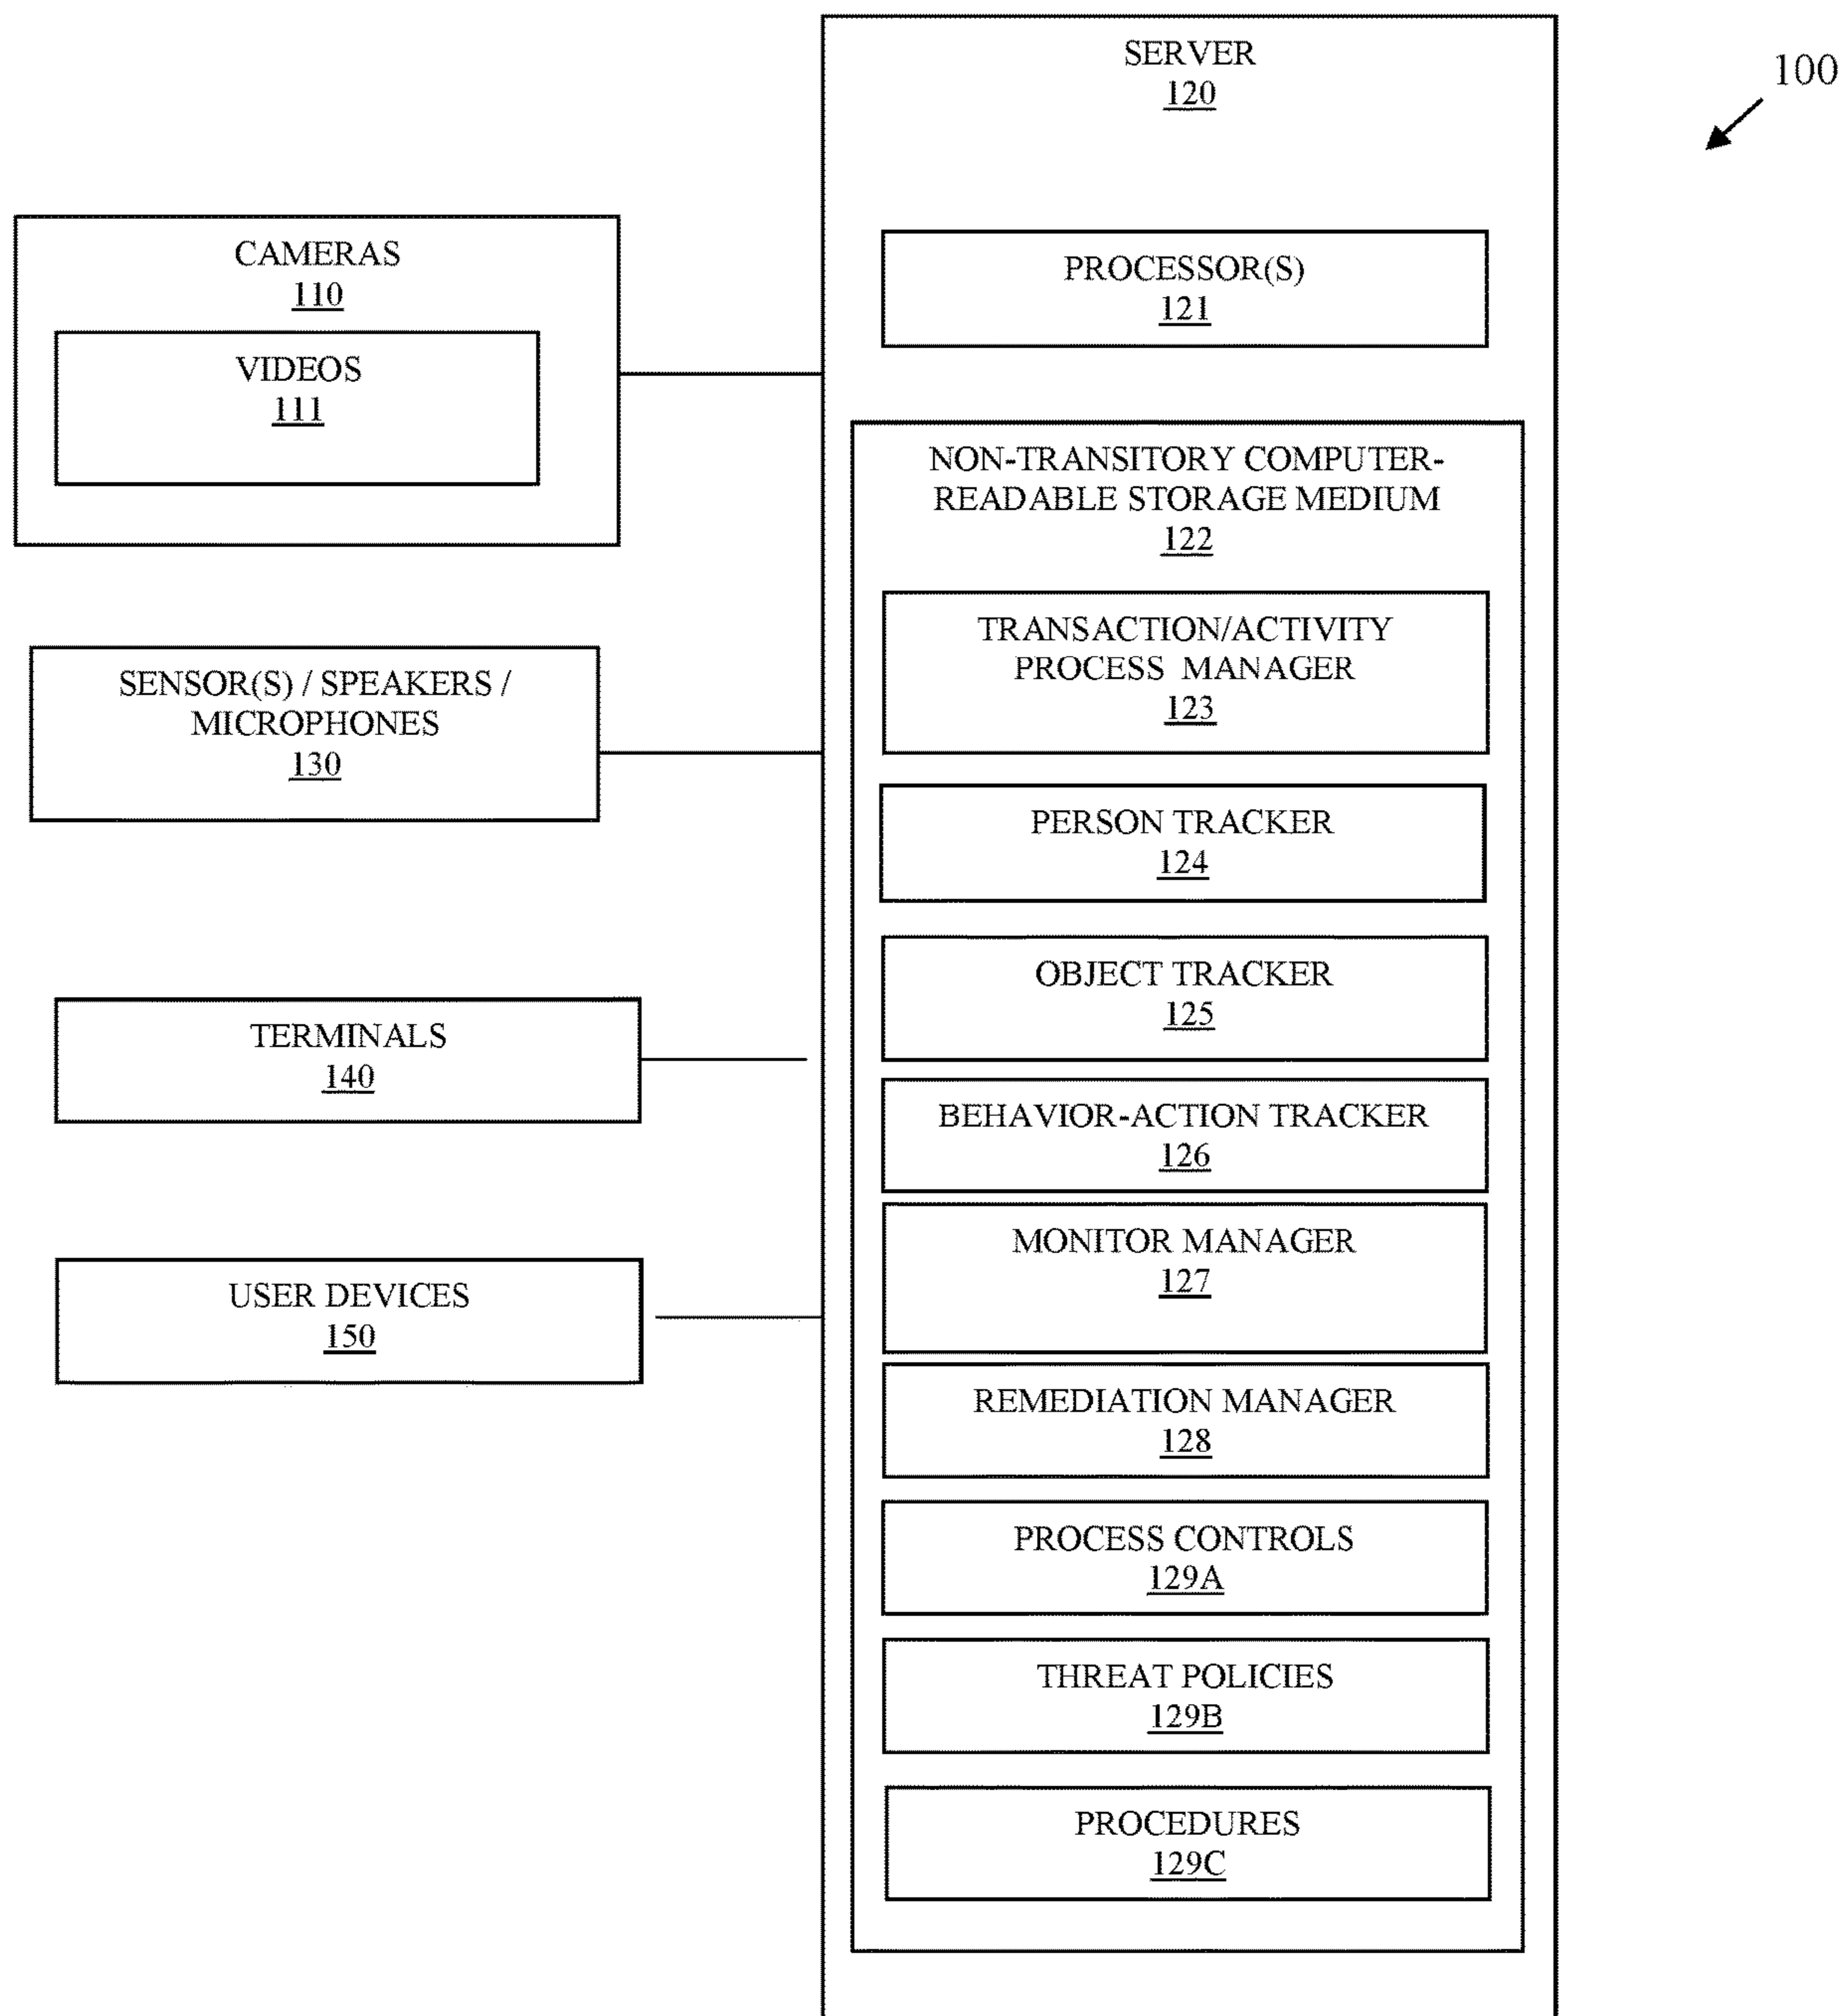 100
SERVER
120
CAMERAS
110
VIDEOS
111
SENSOR(S) / SPEAKERS /
MICROPHONES
130
TERMINALS
140
USER DEVICES
150
PROCESSOR(S)
121
NON-TRANSITORY COMPUTER-
READABLE STORAGE MEDIUM
122
TRANSACTION/ACTIVITY
PROCESS MANAGER
123
PERSON TRACKER
124
OBJECT TRACKER
125
BEHAVIOR-ACTION TRACKER
126
MONITOR MANAGER
127
REMEDIATION MANAGER
128
PROCESS CONTROLS
129A
THREAT POLICIES
129B
PROCEDURES
129C